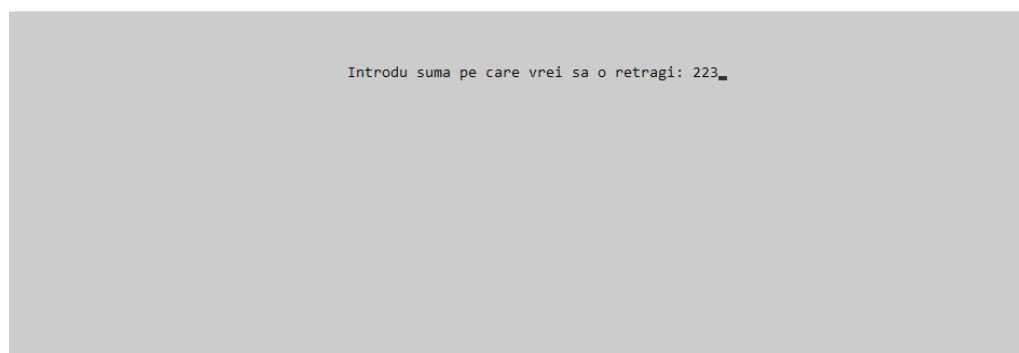 Introdu suma pe care vrei sa o retragi: 223